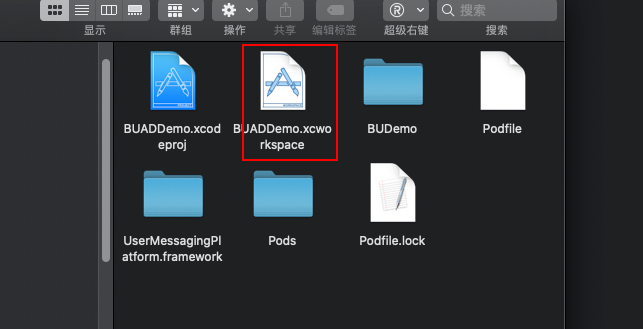 搜索
显示 群组 操作 共享 编辑标签 超级右键 搜索
BUADDemo.xcodeproj
BUADDemo.xcworkspace
BUDemo
Podfile
UserMessagingPlatform.framework
Pods
Podfile.lock